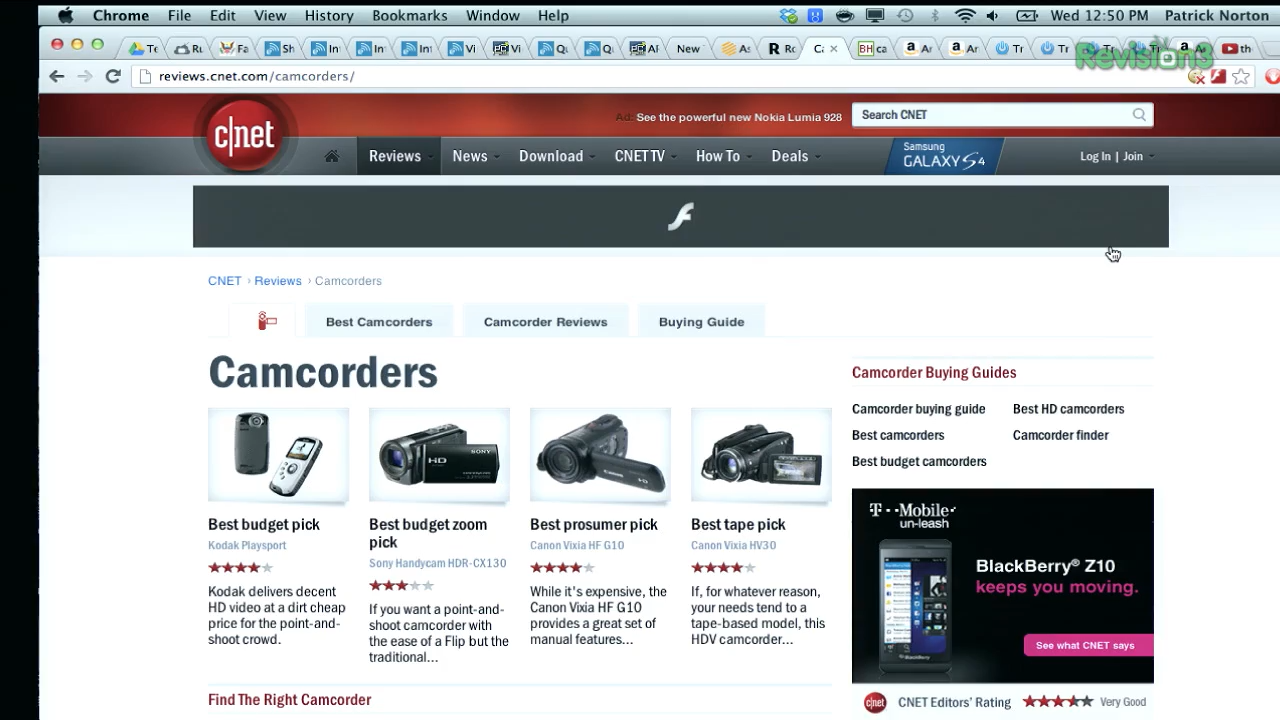 Chrome File Edit View History Bookmarks Window Help Wed 12:50 PM Patrick Norton
Revision3
reviews.cnet.com/camcorders/
c|net
Ad: See the powerful new Nokia Lumia 928
Search CNET
Reviews News Download CNET TV How To Deals
Samsung
GALAXY S4
Log In | Join
CNET › Reviews › Camcorders
Best Camcorders Camcorder Reviews Buying Guide
Camcorders
Best budget pick
Kodak Playsport
Kodak delivers decent
HD video at a dirt cheap
price for the point-and-
shoot crowd.
Best budget zoom
pick
Sony Handycam HDR-CX130
If you want a point-and-
shoot camcorder with
the ease of a Flip but the
traditional...
Best prosumer pick
Canon Vixia HF G10
While it's expensive, the
Canon Vixia HF G10
provides a great set of
manual features...
Best tape pick
Canon Vixia HV30
If, for whatever reason,
your needs tend to a
tape-based model, this
HDV camcorder...
Find The Right Camcorder
Camcorder Buying Guides
Camcorder buying guide Best HD camcorders
Best camcorders Camcorder finder
Best budget camcorders
T··Mobile·
un-leash
BlackBerry® Z10
keeps you moving.
See what CNET says
c|net CNET Editors' Rating Very Good